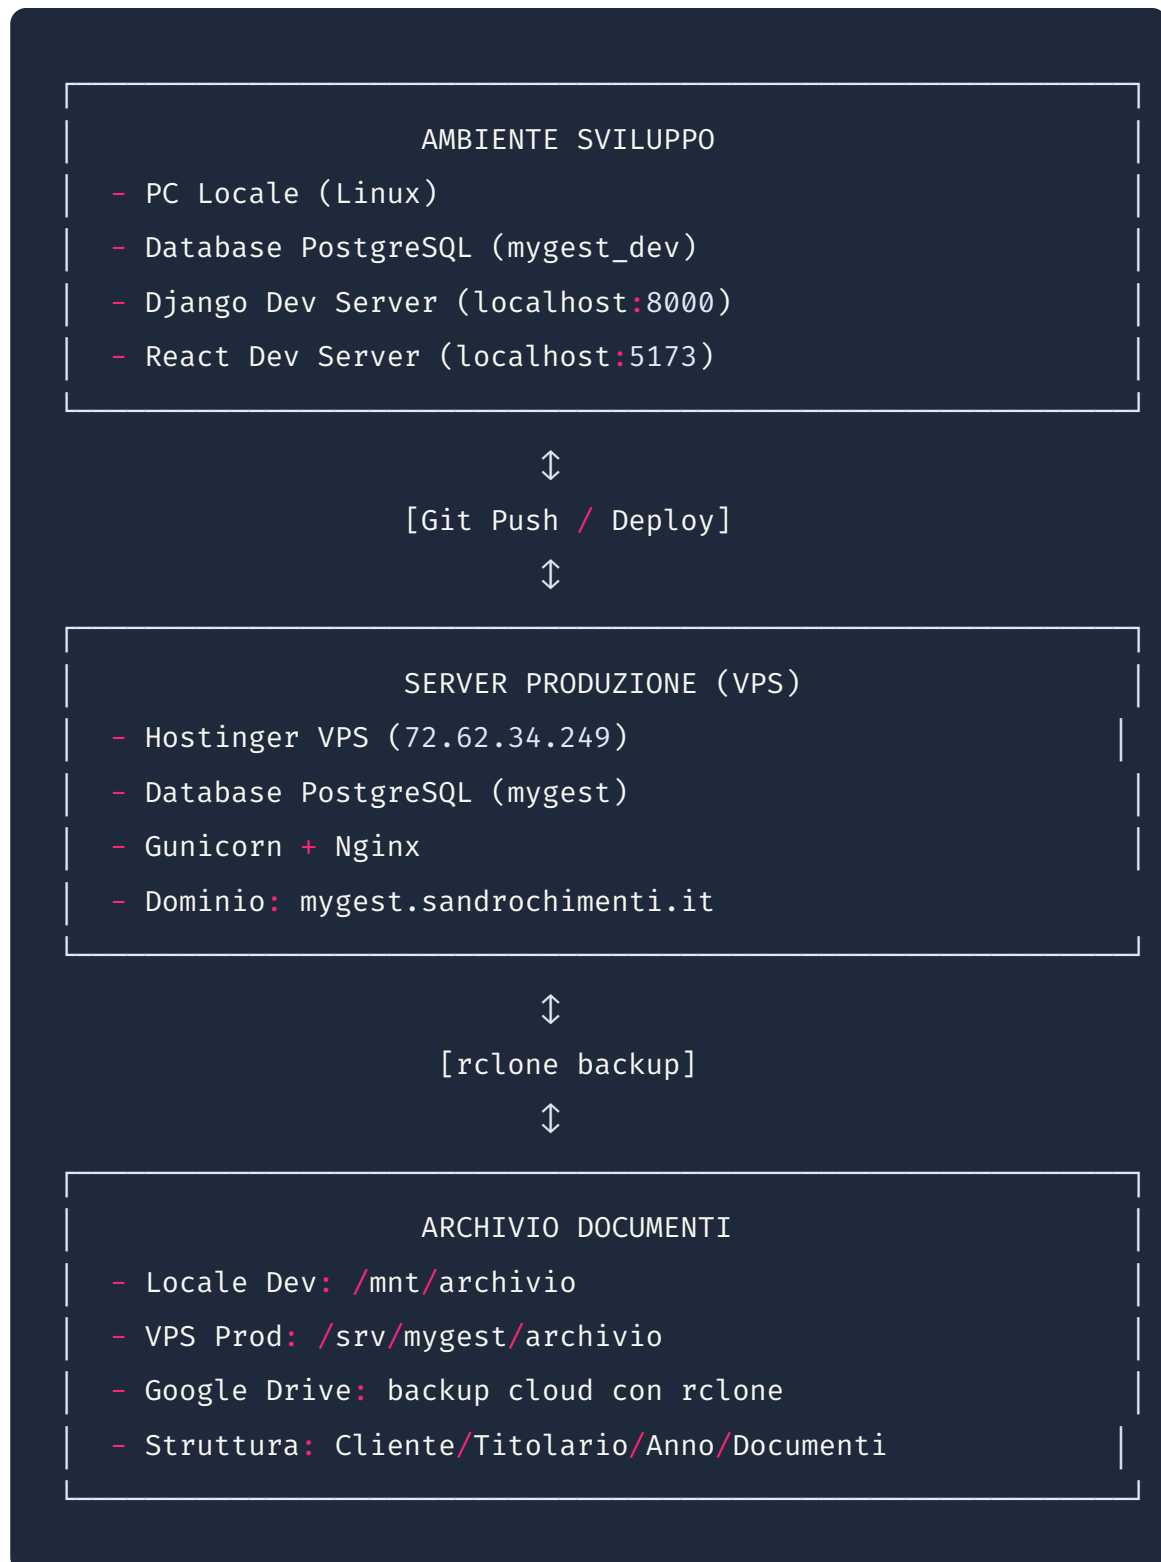 AMBIENTE SVILUPPO
- PC Locale (Linux)
- Database PostgreSQL (mygest_dev)
- Django Dev Server (localhost:8000)
- React Dev Server (localhost:5173)
↕
[Git Push / Deploy]
↕
SERVER PRODUZIONE (VPS)
- Hostinger VPS (72.62.34.249)
- Database PostgreSQL (mygest)
- Gunicorn + Nginx
- Dominio: mygest.sandrochimenti.it
↕
[rclone backup]
↕
ARCHIVIO DOCUMENTI
- Locale Dev: /mnt/archivio
- VPS Prod: /srv/mygest/archivio
- Google Drive: backup cloud con rclone
- Struttura: Cliente/Titolario/Anno/Documenti